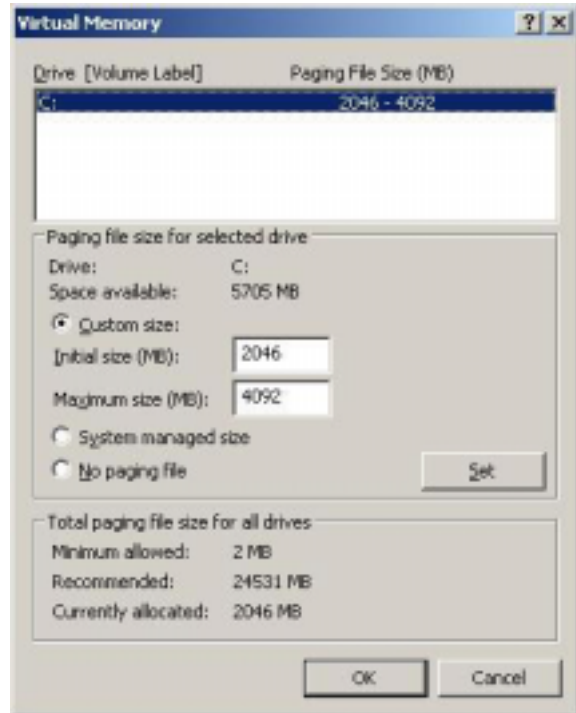 Virtual Memory
Drive [Volume Label] Paging File Size (MB)
C: 2046 - 4092
Paging file size for selected drive
Drive: C:
Space available: 5705 MB
Custom size:
Initial size (MB): 2046
Maximum size (MB): 4092
System managed size
No paging file Set
Total paging file size for all drives
Minimum allowed: 2 MB
Recommended: 24531 MB
Currently allocated: 2046 MB
OK Cancel